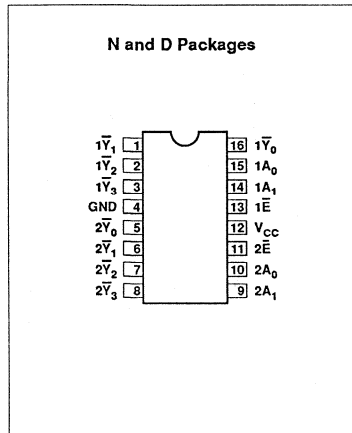 N and D Packages
1Y̅₁ 1 16 1Y̅₀
1Y̅₂ 2 15 1A₀
1Y̅₃ 3 14 1A₁
GND 4 13 1E̅
2Y̅₀ 5 12 V_CC
2Y̅₁ 6 11 2E̅
2Y̅₂ 7 10 2A₀
2Y̅₃ 8 9 2A₁